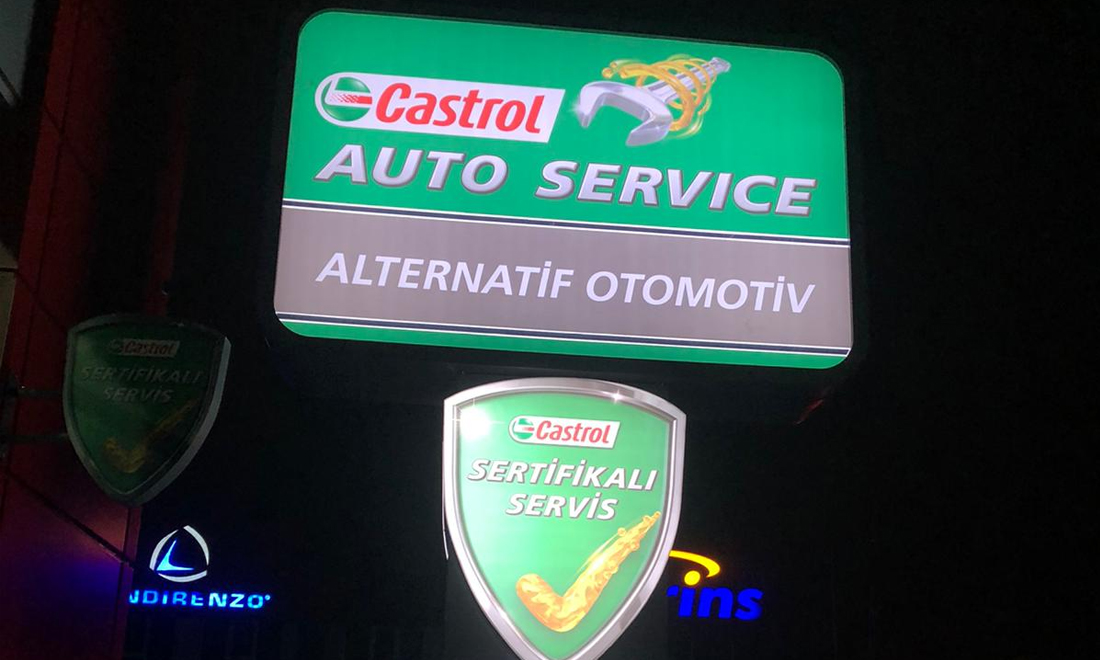 Castrol
AUTO SERVICE
ALTERNATİF OTOMOTİV
Castrol
SERTİFİKALI
SERVİS
Castrol
SERTİFİKALI
SERVİS